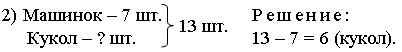 2) Машинок – 7 шт.
Кукол – ? шт.
13 шт.
Решение:
13 – 7 = 6 (кукол).